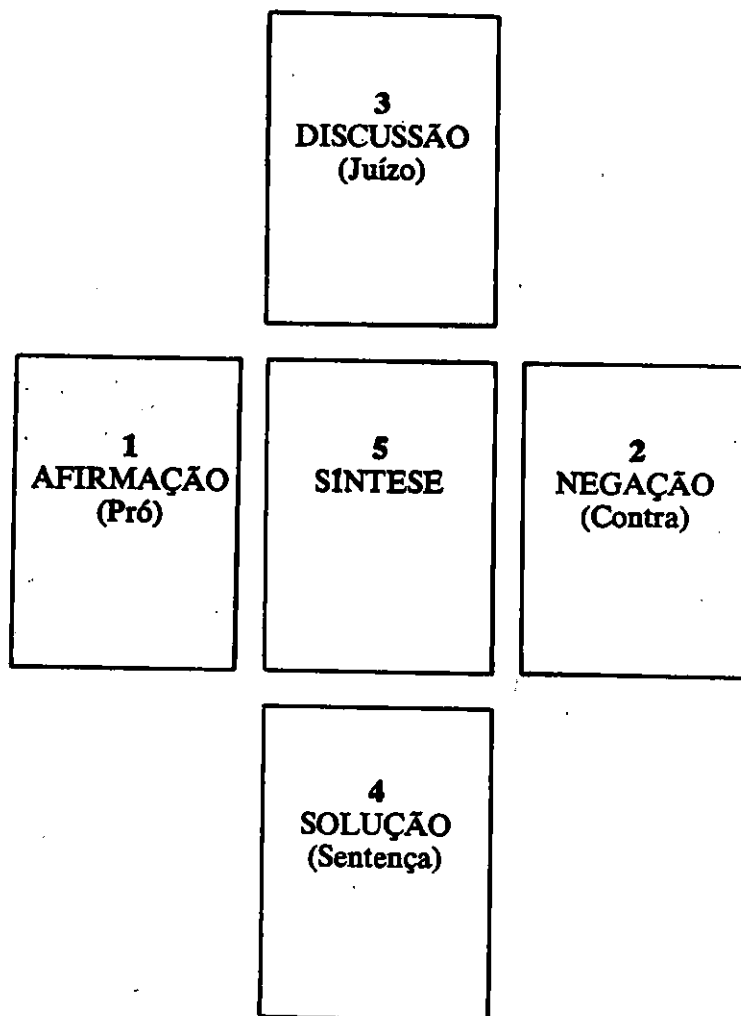 3
DISCUSSÃO
(Juízo)
1
AFIRMAÇÃO
(Pró)
5
SÍNTESE
2
NEGAÇÃO
(Contra)
4
SOLUÇÃO
(Sentença)